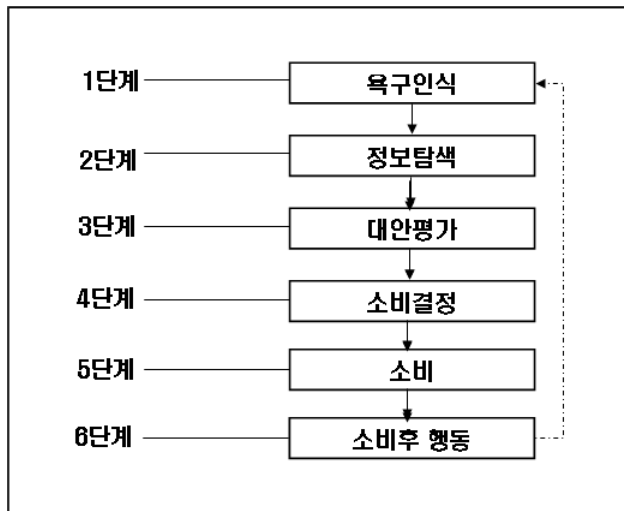 1단계 욕구인식
2단계 정보탐색
3단계 대안평가
4단계 소비결정
5단계 소비
6단계 소비후 행동